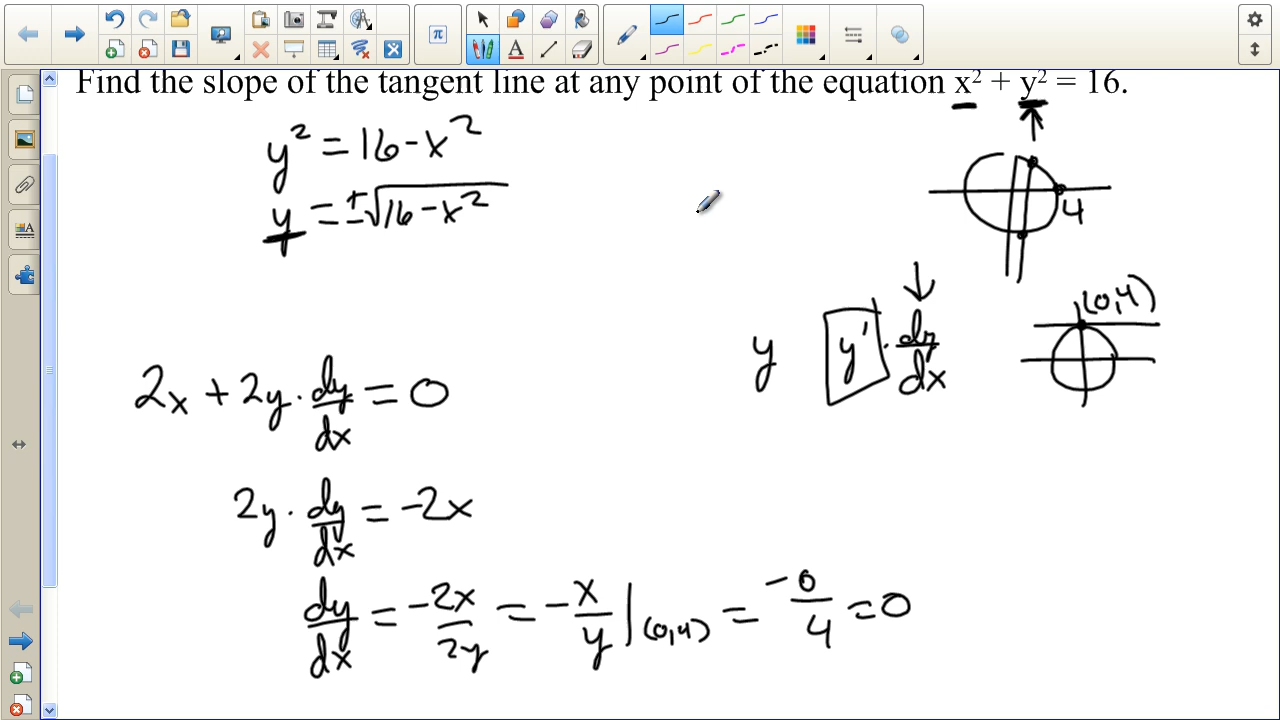 Find the slope of the tangent line at any point of the equation x² + y² = 16.
y² = 16 - x²
y = ±√16 - x²
4
(0,4)
y y' · dy/dx
2x + 2y · dy/dx = 0
2y · dy/dx = -2x
dy/dx = -2x/2y = -x/y |(0,4) = -0/4 = 0